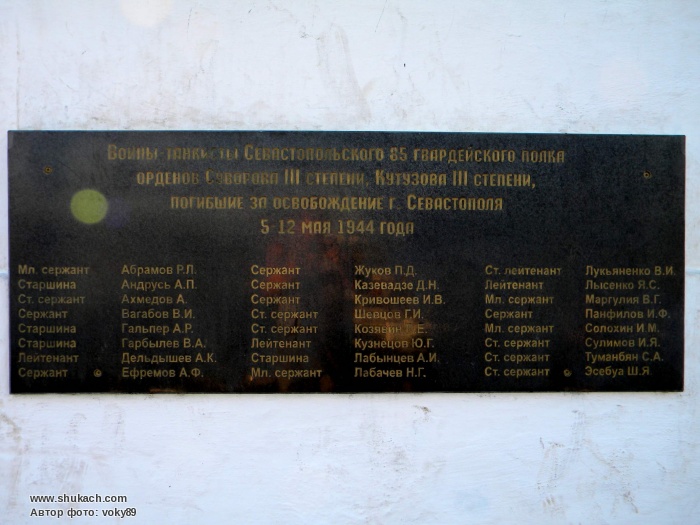 Воины-танкисты Севастопольского 85 гвардейского полка
орденов Суворова III степени, Кутузова III степени,
погибшие за освобождение г. Севастополя
5-12 мая 1944 года
Мл. сержант Абрамов Р.Л. Сержант Жуков П.Д. Ст. лейтенант Лукьяненко В.И.
Старшина Андрусь А.П. Сержант Казевадзе Д.Н. Лейтенант Лысенко Я.С.
Ст. сержант Ахмедов А. Сержант Кривошеев И.В. Мл. сержант Маргулия В.Г.
Сержант Вагабов В.И. Ст. сержант Шевцов Г.И. Сержант Панфилов И.Ф.
Старшина Гальпер А.Р. Ст. сержант Мл. сержант Солохин И.М.
Старшина Гарбылев В.А. Лейтенант Кузнецов Ю.Г. Ст. сержант Сулимов И.Я.
Лейтенант Дельдышев А.К. Старшина Лабынцев А.И. Ст. сержант Туманбян С.А.
Сержант Ефремов А.Ф. Мл. сержант Лабачев Н.Г. Ст. сержант Эсебуа Ш.Я.
www.shukach.com
Автор фото: voky89